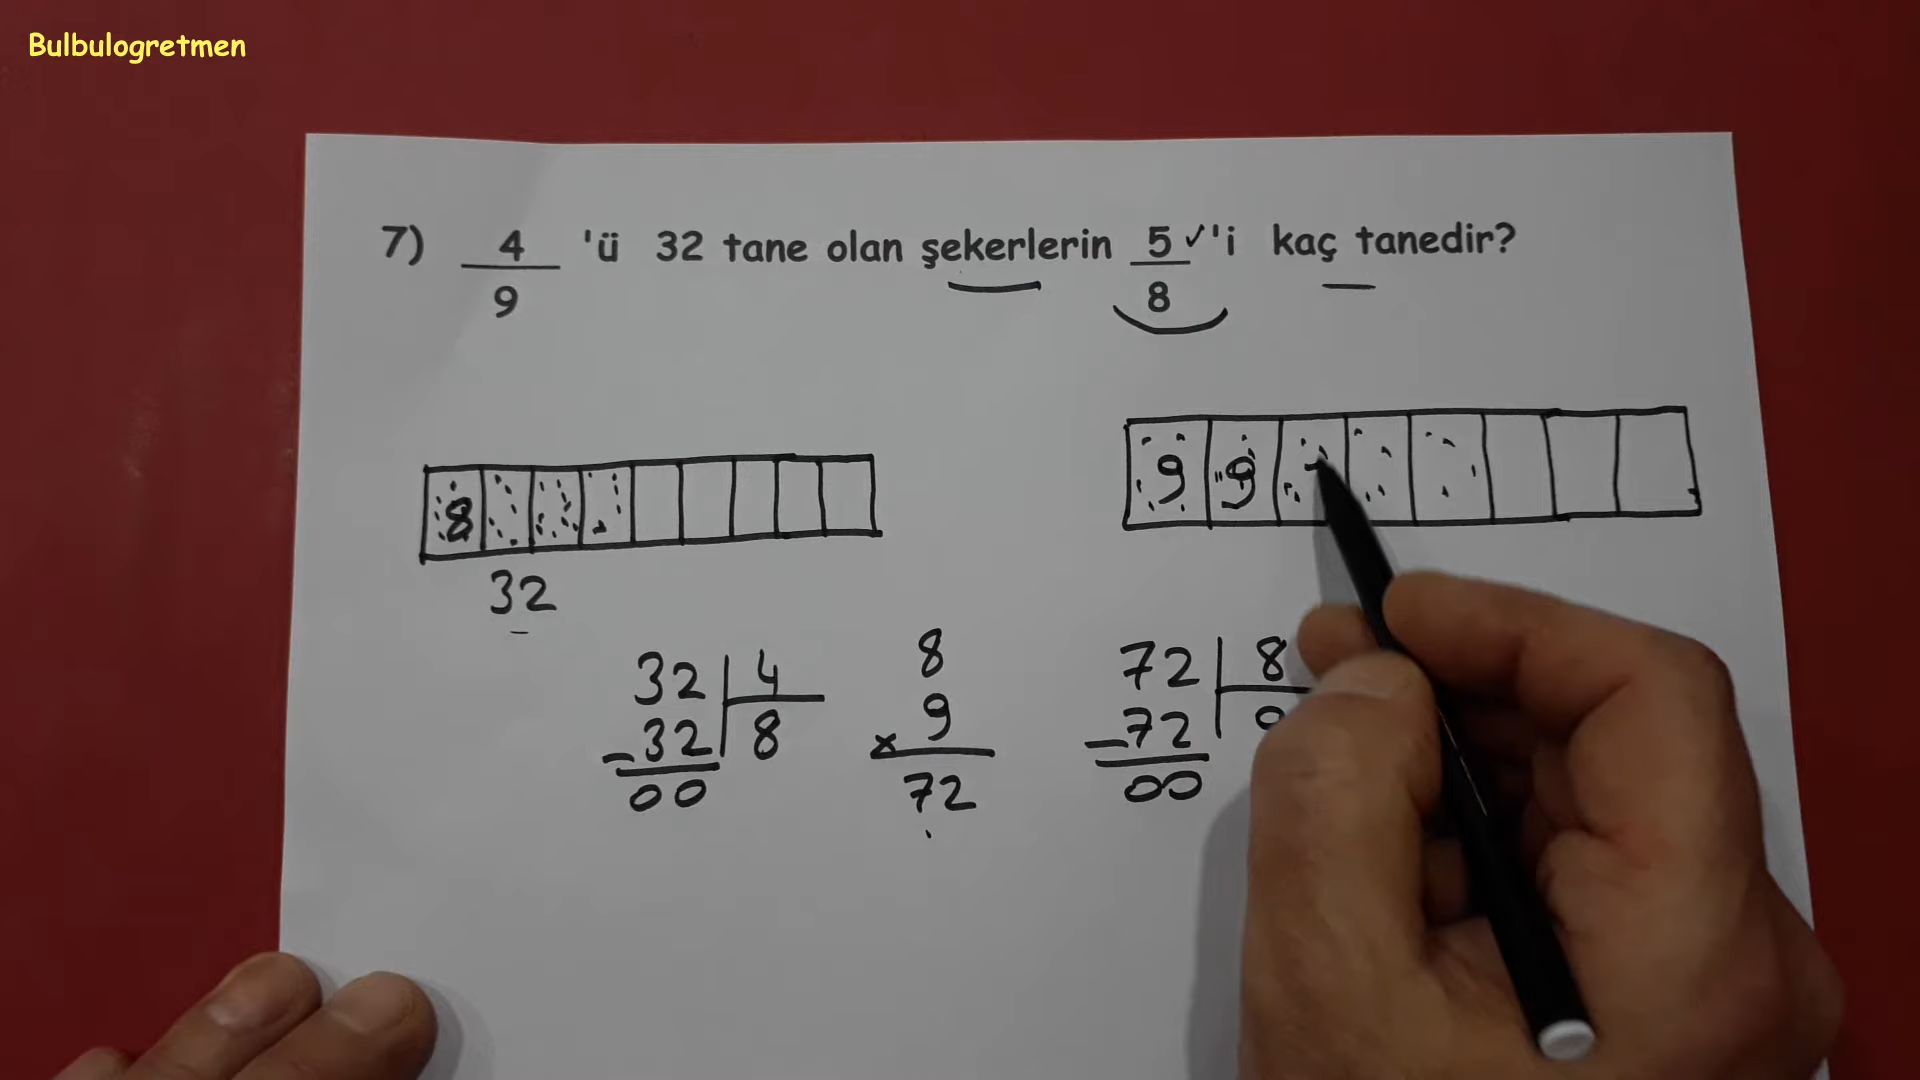 Bulbulogretmen
7) 4/9 'ü 32 tane olan şekerlerin 5/8 ✓'i kaç tanedir?
8
9 9
32
32 | 4
-32 | 8
00
8
9
×
72
72 | 8
-72
00